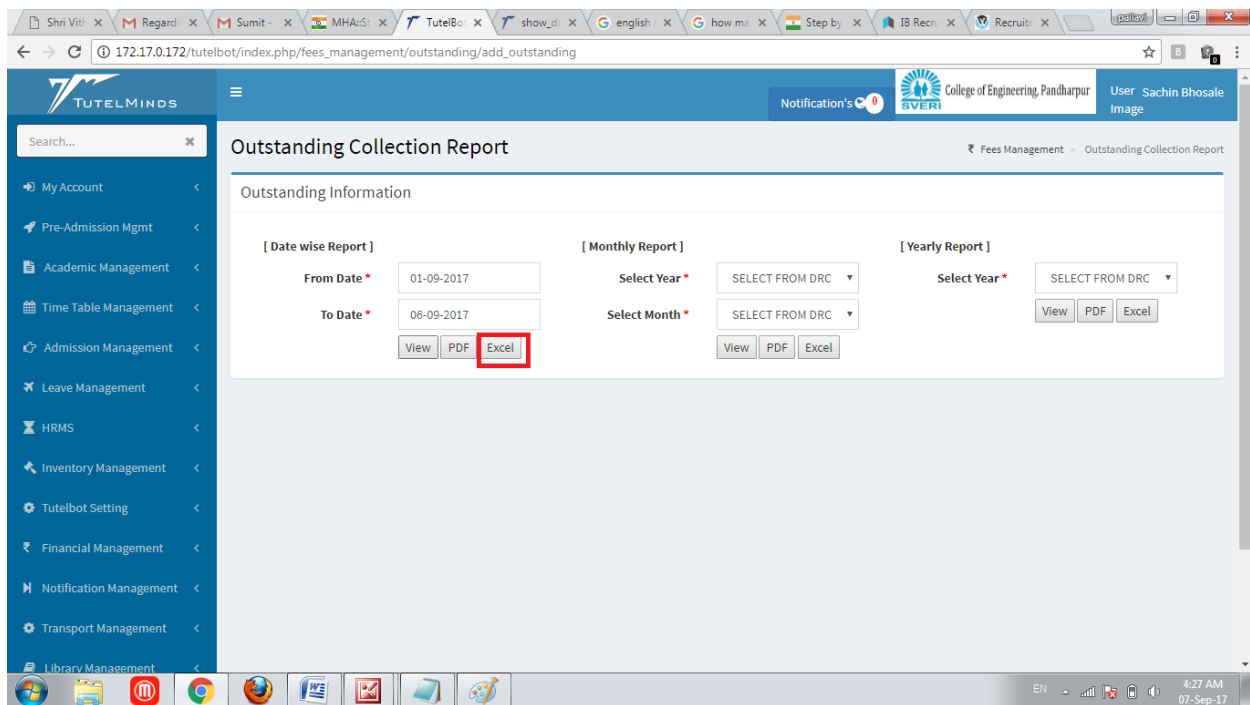 Shri Vith
Regardi
Sumit -
MHA::St
TutelBot
show_d
english
how ma
Step by
IB Recru
Recruitr
pallavi
172.17.0.172/tutelbot/index.php/fees_management/outstanding/add_outstanding
TUTELMINDS
Notification's 0
SVERI
College of Engineering, Pandharpur
User Image
Sachin Bhosale
Search...
Outstanding Collection Report
₹ Fees Management > Outstanding Collection Report
My Account
Outstanding Information
Pre-Admission Mgmt
[ Date wise Report ] [ Monthly Report ] [ Yearly Report ]
Academic Management
From Date * 01-09-2017 Select Year * SELECT FROM DRC Select Year * SELECT FROM DRC
Time Table Management
To Date * 06-09-2017 Select Month * SELECT FROM DRC View PDF Excel
Admission Management
View PDF Excel View PDF Excel
Leave Management
HRMS
Inventory Management
Tutelbot Setting
₹ Financial Management
Notification Management
Transport Management
Library Management
EN
4:27 AM
07-Sep-17